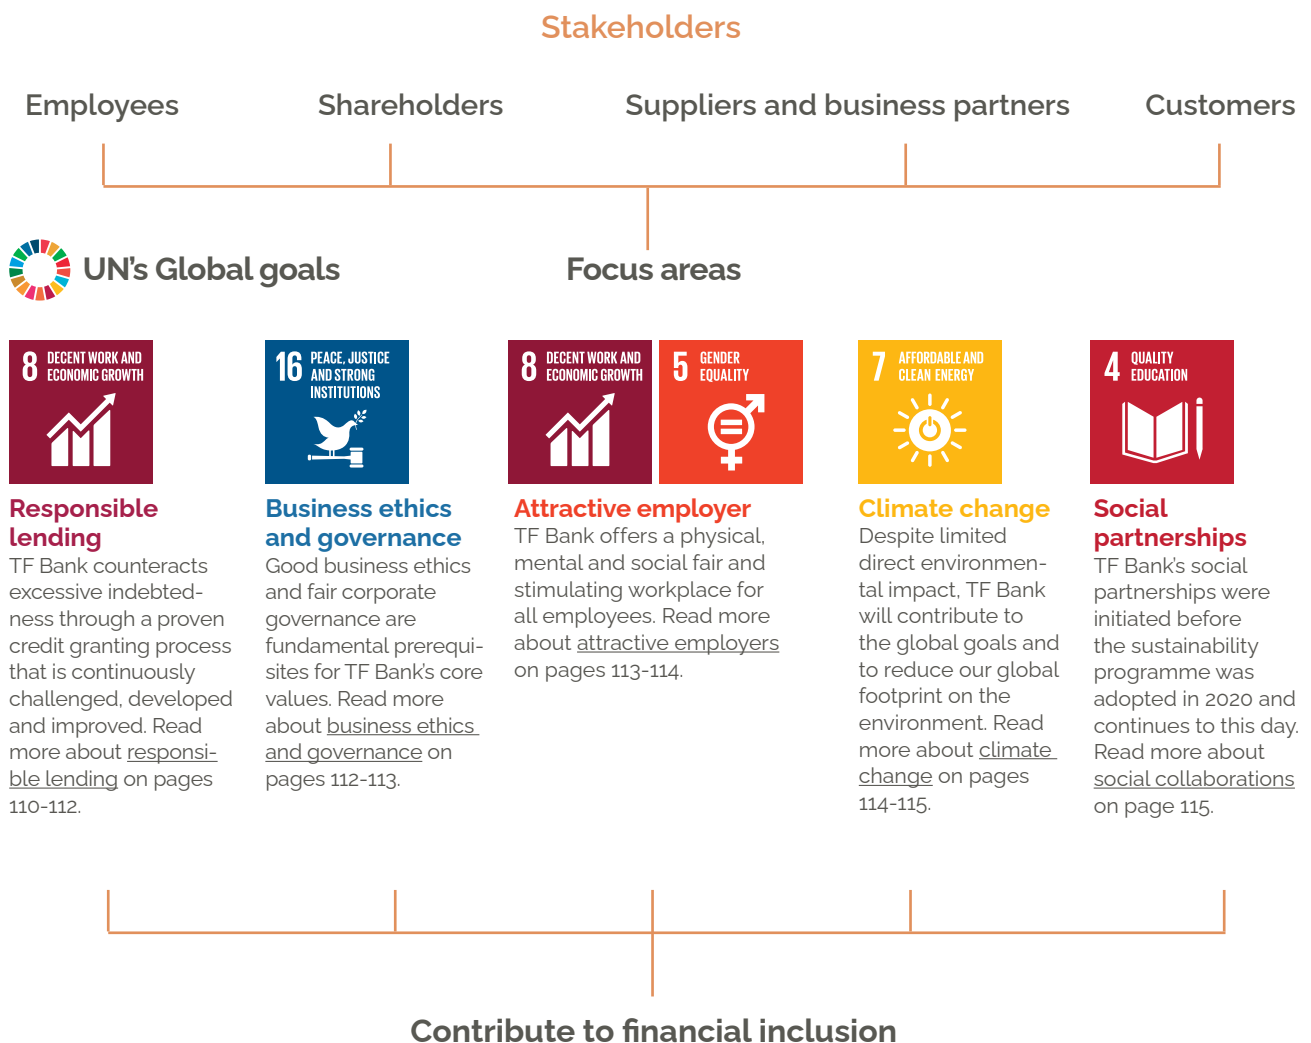 Stakeholders
Employees
Shareholders
Suppliers and business partners
Customers
UN's Global goals
Focus areas
8 DECENT WORK AND
ECONOMIC GROWTH
Responsible
lending
TF Bank counteracts
excessive indebted-
ness through a proven
credit granting process
that is continuously
challenged, developed
and improved. Read
more about responsi-
ble lending on pages
110-112.
16 PEACE, JUSTICE
AND STRONG
INSTITUTIONS
Business ethics
and governance
Good business ethics
and fair corporate
governance are
fundamental prerequi-
sites for TF Bank's core
values. Read more
about business ethics
and governance on
pages 112-113.
8 DECENT WORK AND
ECONOMIC GROWTH
5 GENDER
EQUALITY
Attractive employer
TF Bank offers a physical,
mental and social fair and
stimulating workplace for
all employees. Read more
about attractive employers
on pages 113-114.
7 AFFORDABLE AND
CLEAN ENERGY
Climate change
Despite limited
direct environmen-
tal impact, TF Bank
will contribute to
the global goals and
to reduce our global
footprint on the
environment. Read
more about climate
change on pages
114-115.
4 QUALITY
EDUCATION
Social
partnerships
TF Bank's social
partnerships were
initiated before
the sustainability
programme was
adopted in 2020 and
continues to this day.
Read more about
social collaborations
on page 115.
Contribute to financial inclusion